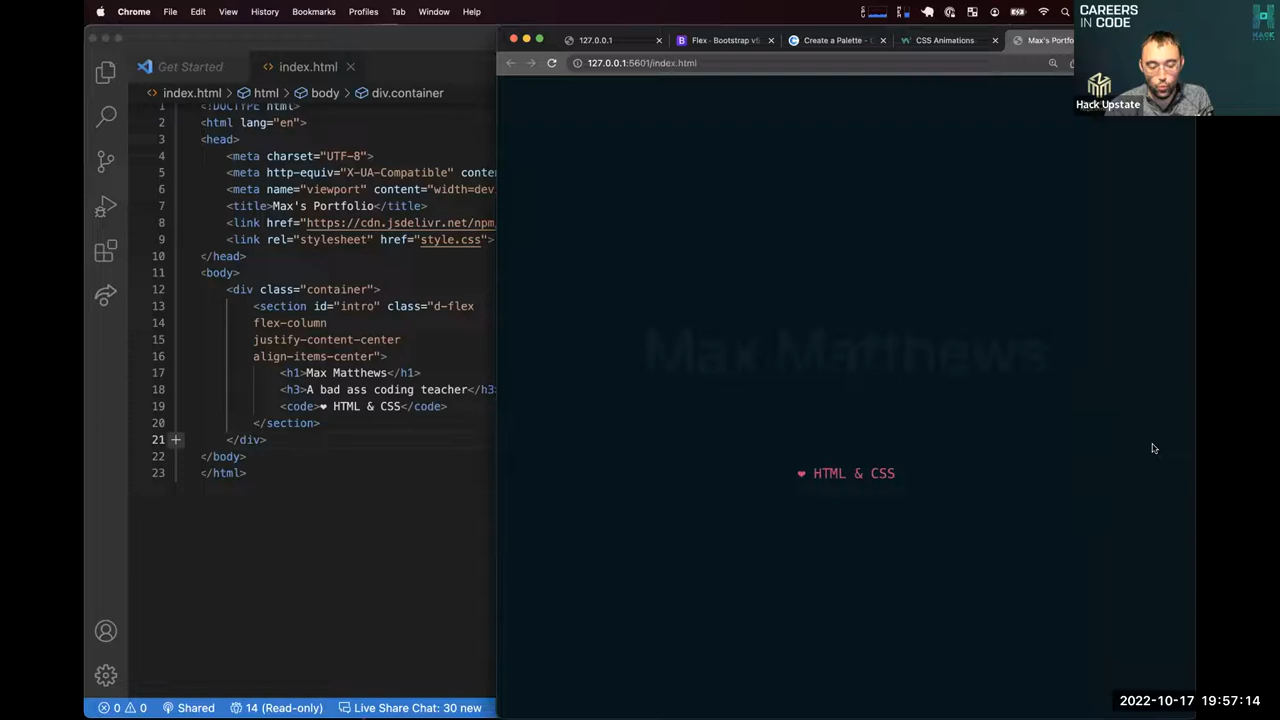 Chrome File Edit View History Bookmarks Profiles Tab Window Help
CAREERS
IN CODE
HACK
Hack Upstate
Get Started
index.html
index.html html body div.container
1 <!DOCTYPE html>
2 <html lang="en">
3 <head>
4 <meta charset="UTF-8">
5 <meta http-equiv="X-UA-Compatible" conte
6 <meta name="viewport" content="width=dev
7 <title>Max's Portfolio</title>
8 <link href="https://cdn.jsdelivr.net/npm
9 <link rel="stylesheet" href="style.css">
10 </head>
11 <body>
12 <div class="container">
13 <section id="intro" class="d-flex
14 flex-column
15 justify-content-center
16 align-items-center">
17 <h1>Max Matthews</h1>
18 <h3>A bad ass coding teacher</h3
19 <code>❤ HTML & CSS</code>
20 </section>
21 </div>
22 </body>
23 </html>
0 0 Shared 14 (Read-only) Live Share Chat: 30 new
127.0.0.1
Flex · Bootstrap v5
Create a Palette - C
CSS Animations
Max's Portfo
127.0.0.1:5601/index.html
Max Matthews
❤ HTML & CSS
2022-10-17 19:57:14